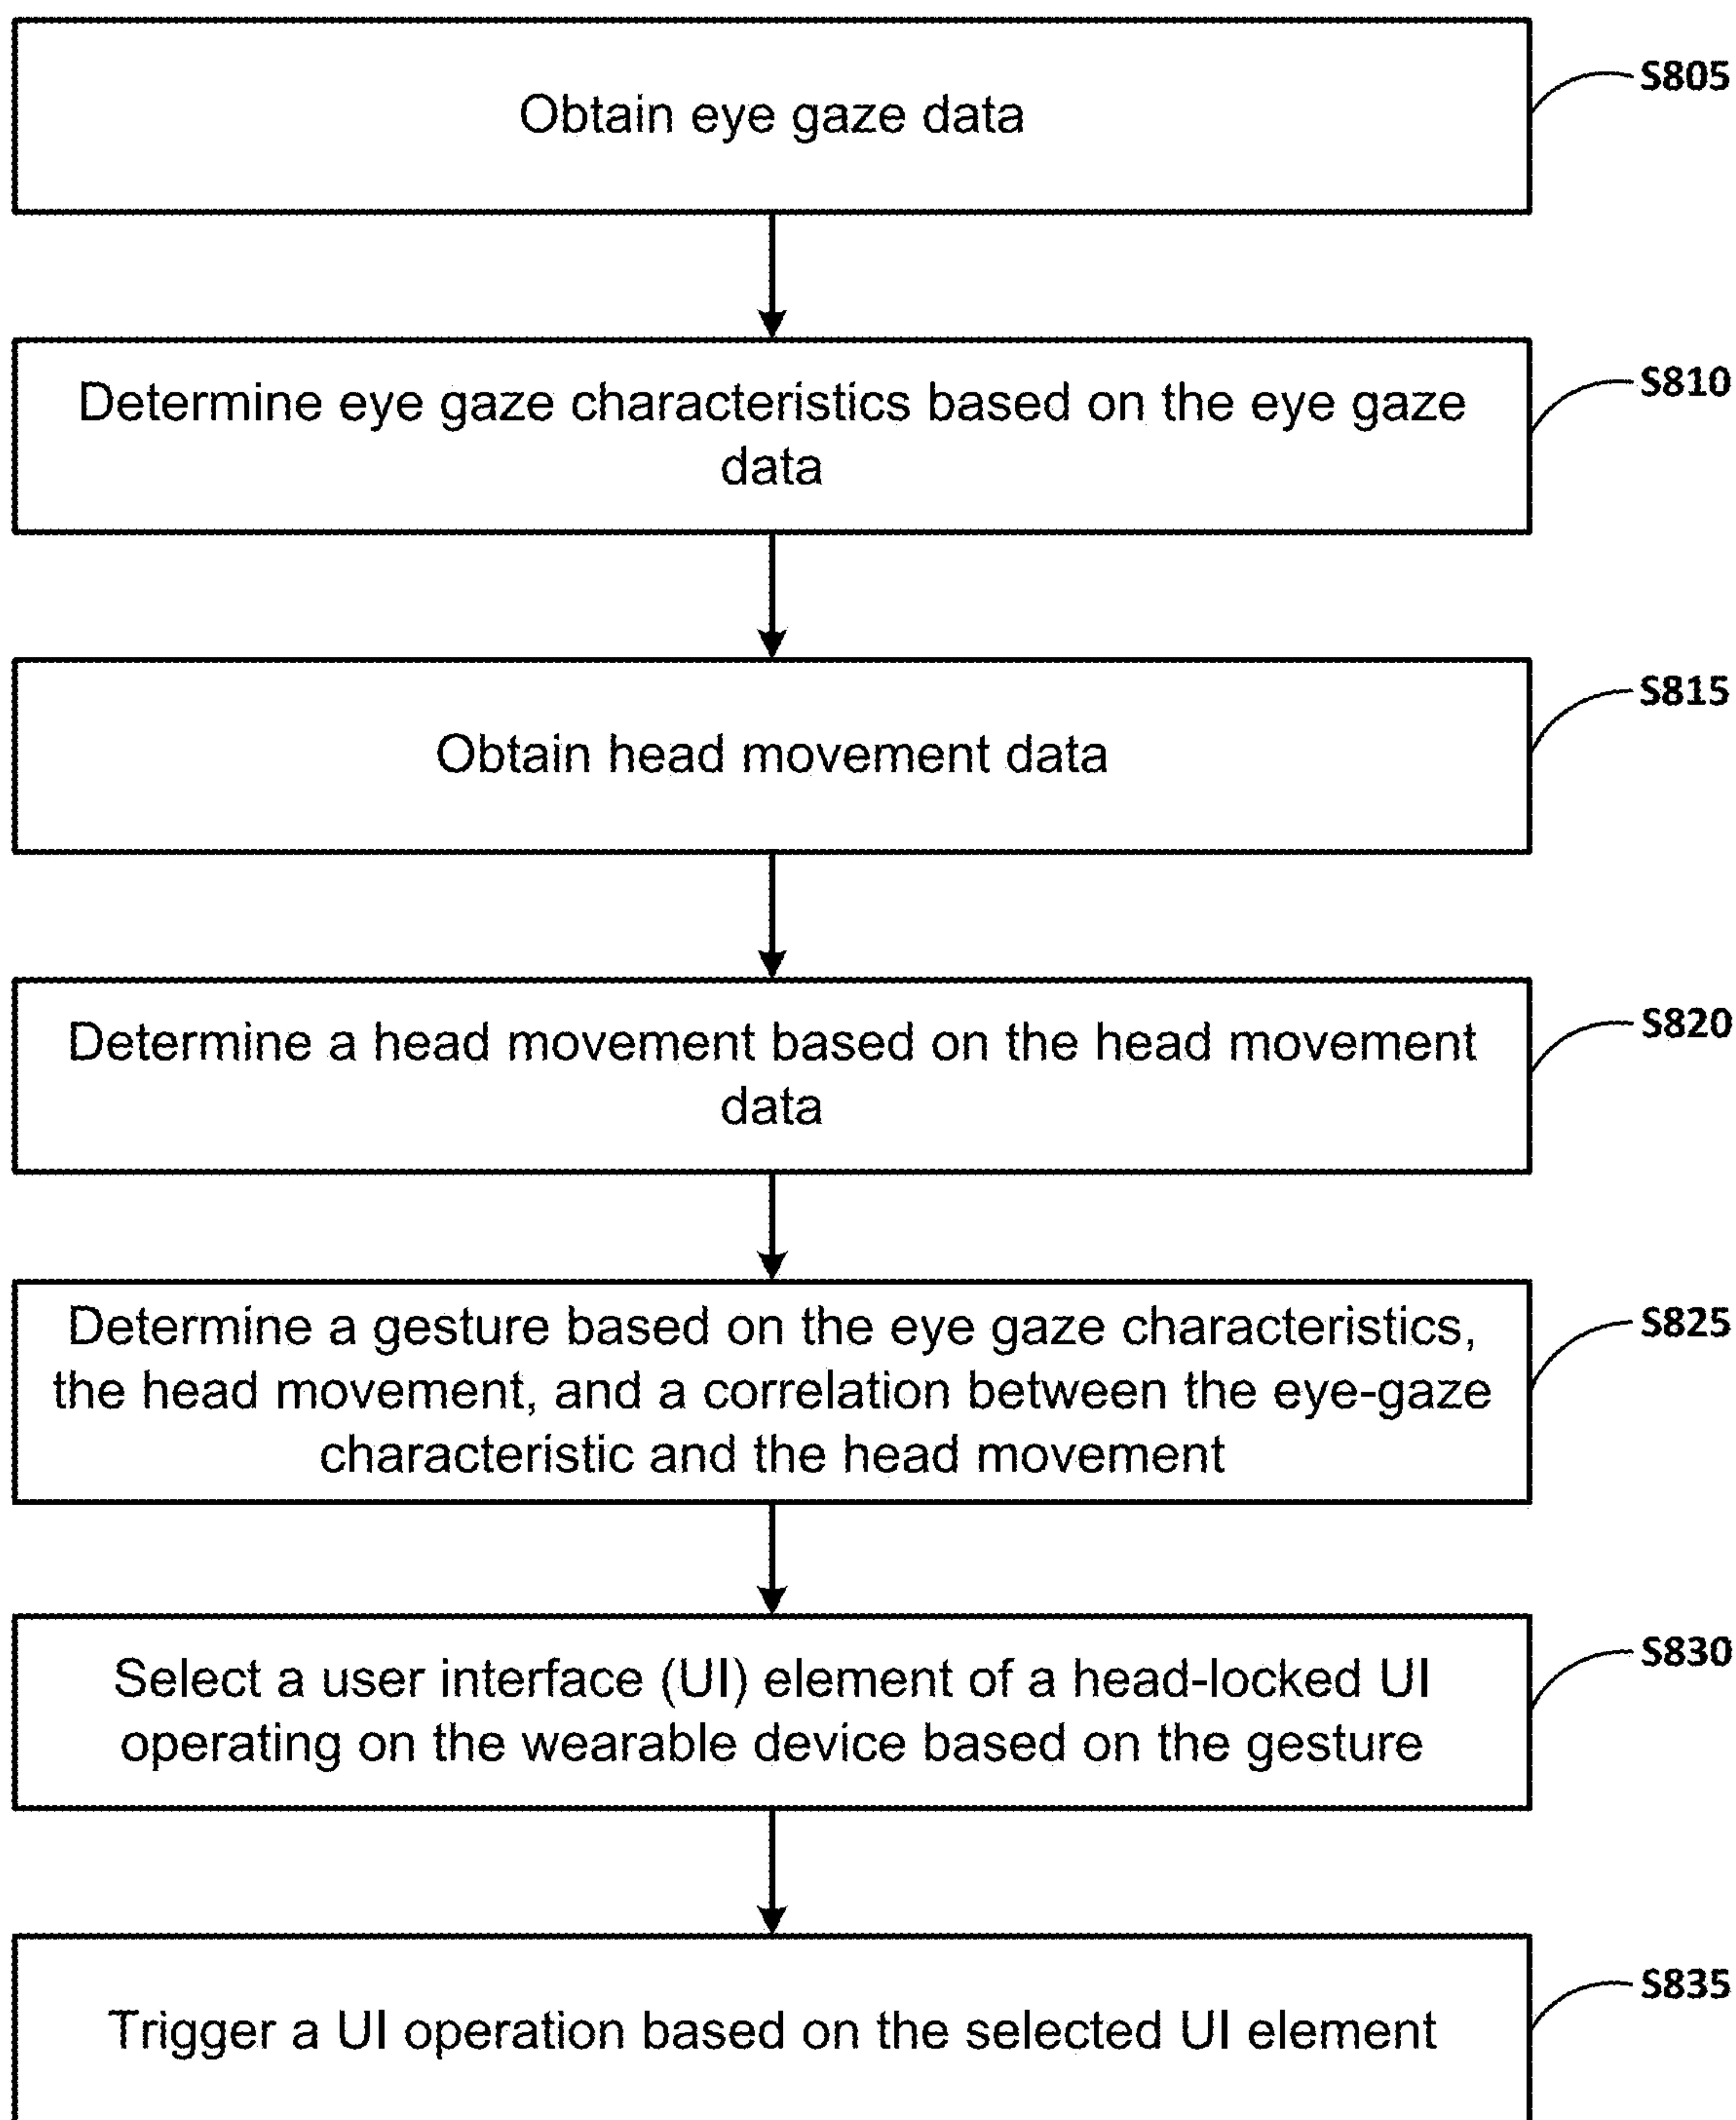 Obtain eye gaze data
S805
Determine eye gaze characteristics based on the eye gaze
data
S810
Obtain head movement data
S815
Determine a head movement based on the head movement
data
S820
Determine a gesture based on the eye gaze characteristics,
the head movement, and a correlation between the eye-gaze
characteristic and the head movement
S825
Select a user interface (UI) element of a head-locked UI
operating on the wearable device based on the gesture
S830
Trigger a UI operation based on the selected UI element
S835